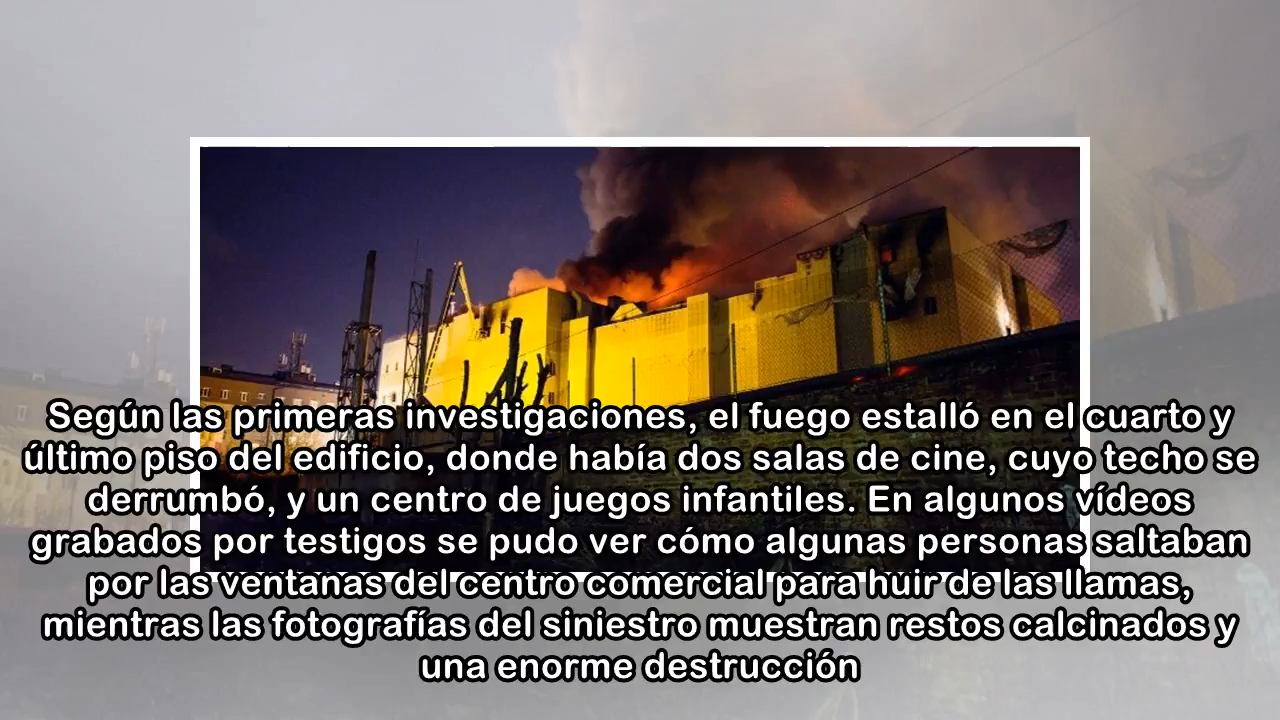 Según las primeras investigaciones, el fuego estalló en el cuarto y
último piso del edificio, donde había dos salas de cine, cuyo techo se
derrumbó, y un centro de juegos infantiles. En algunos vídeos
grabados por testigos se pudo ver cómo algunas personas saltaban
por las ventanas del centro comercial para huir de las llamas,
mientras las fotografías del siniestro muestran restos calcinados y
una enorme destrucción